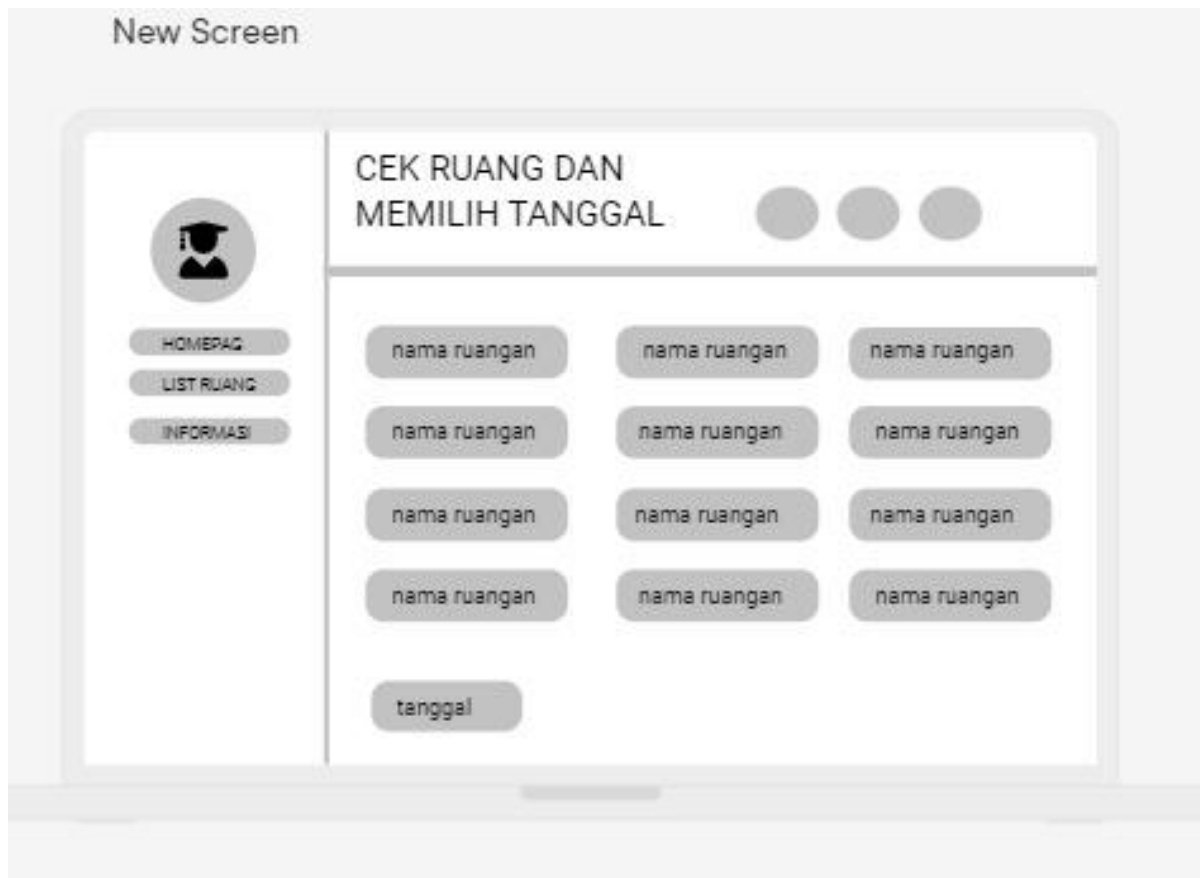 New Screen
CEK RUANG DAN
MEMILIH TANGGAL
HOMEPAG
LIST RUANG
INFORMASI
nama ruangan nama ruangan nama ruangan
nama ruangan nama ruangan nama ruangan
nama ruangan nama ruangan nama ruangan
nama ruangan nama ruangan nama ruangan
tanggal